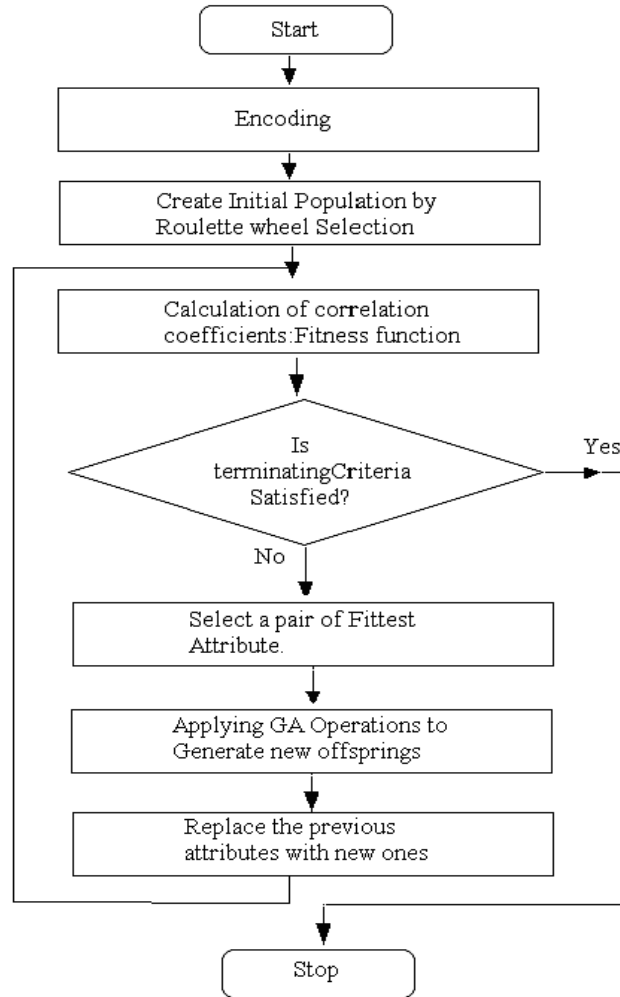 Start
Encoding
Create Initial Population by
Roulette wheel Selection
Calculation of correlation
coefficients:Fitness function
Is
terminatingCriteria
Satisfied?
Yes
No
Select a pair of Fittest
Attribute.
Applying GA Operations to
Generate new offsprings
Replace the previous
attributes with new ones
Stop